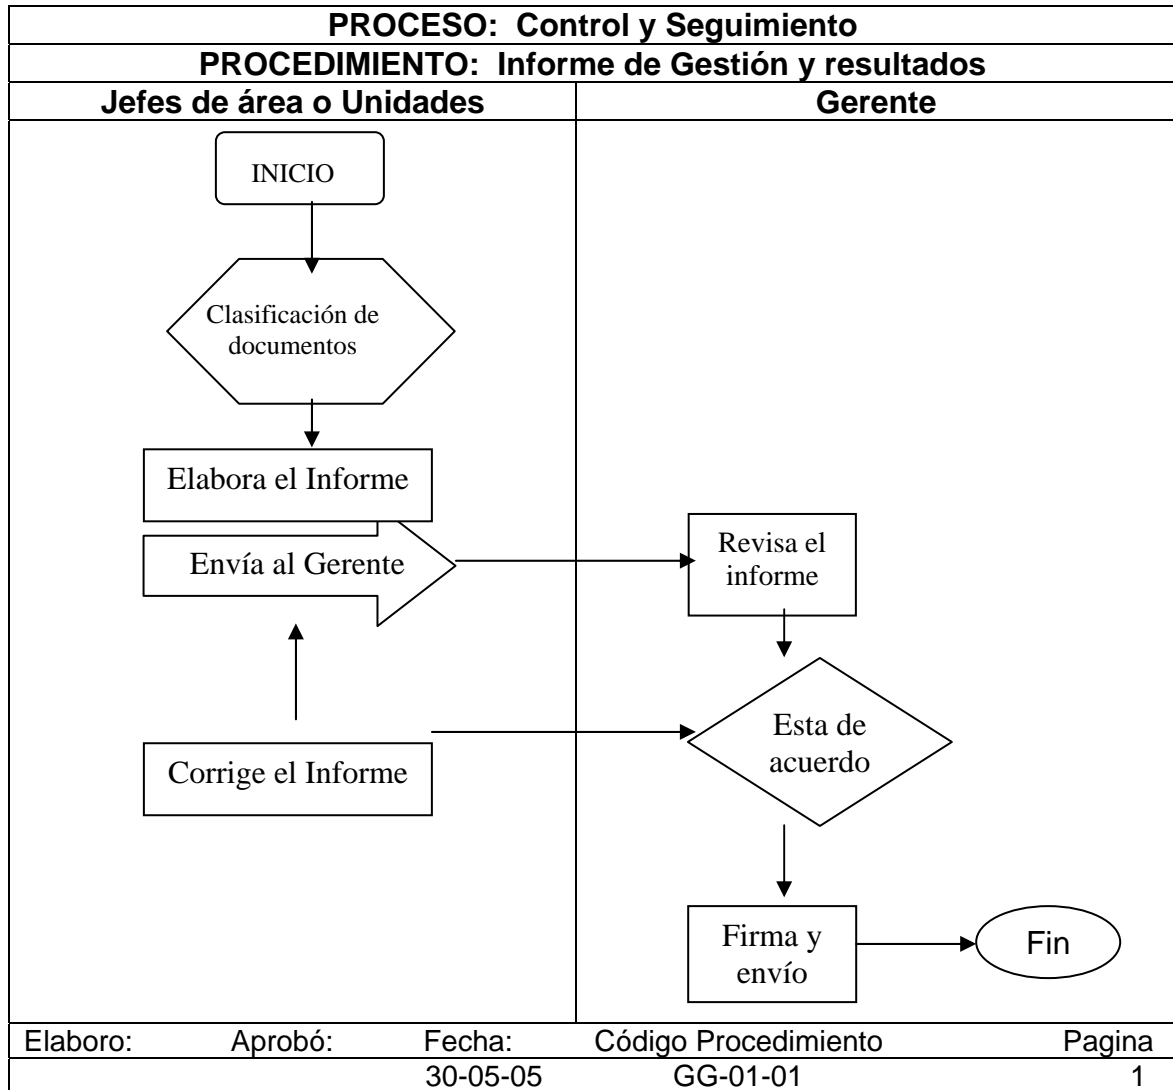 PROCESO: Control y Seguimiento
PROCEDIMIENTO: Informe de Gestión y resultados
Jefes de área o Unidades Gerente
INICIO
Clasificación de
documentos
Elabora el Informe
Envía al Gerente
Revisa el
informe
Corrige el Informe
Esta de
acuerdo
Firma y
envío
Fin
Elaboro: Aprobó: Fecha: Código Procedimiento Pagina
30-05-05 GG-01-01 1